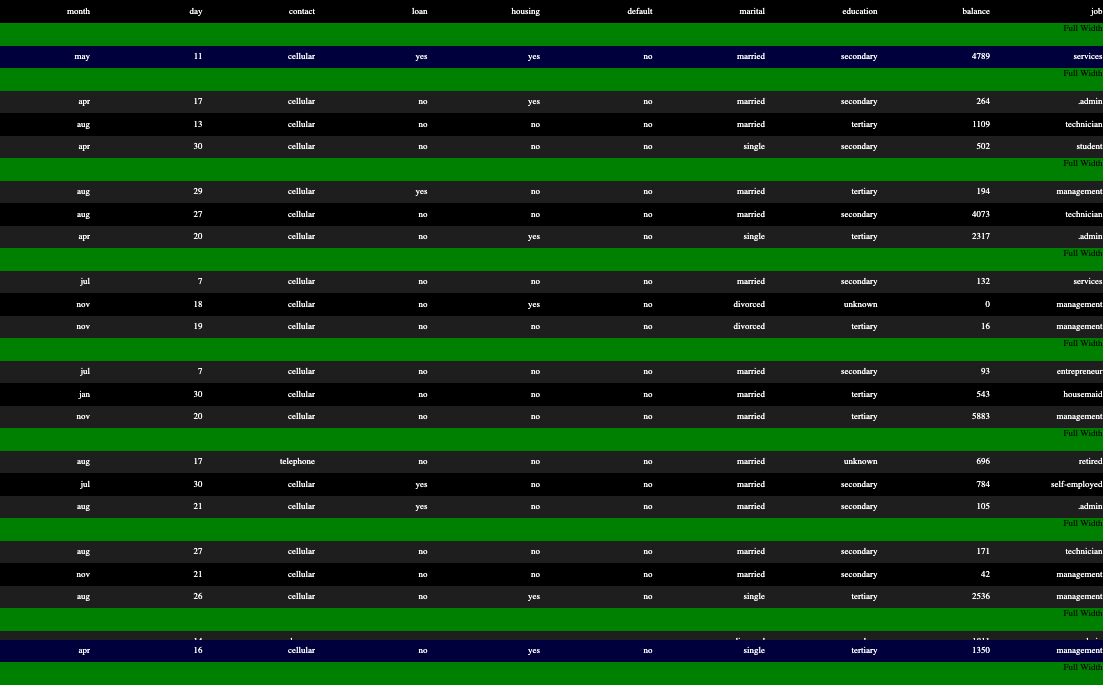 month day contact loan housing default marital education balance job
Full Width
may 11 cellular yes yes no married secondary 4789 services
Full Width
apr 17 cellular no yes no married secondary 264 .admin
aug 13 cellular no no no married tertiary 1109 technician
apr 30 cellular no no no single secondary 502 student
Full Width
aug 29 cellular yes no no married tertiary 194 management
aug 27 cellular no no no married secondary 4073 technician
apr 20 cellular no yes no single tertiary 2317 .admin
Full Width
jul 7 cellular no no no married secondary 132 services
nov 18 cellular no yes no divorced unknown 0 management
nov 19 cellular no no no divorced tertiary 16 management
Full Width
jul 7 cellular no no no married secondary 93 entrepreneur
jan 30 cellular no no no married tertiary 543 housemaid
nov 20 cellular no no no married tertiary 5883 management
Full Width
aug 17 telephone no no no married unknown 696 retired
jul 30 cellular yes no no married secondary 784 self-employed
aug 21 cellular yes no no married secondary 105 .admin
Full Width
aug 27 cellular no no no married secondary 171 technician
nov 21 cellular no no no married secondary 42 management
aug 26 cellular no yes no single tertiary 2536 management
Full Width
apr 16 cellular no yes no single tertiary 1350 management
Full Width